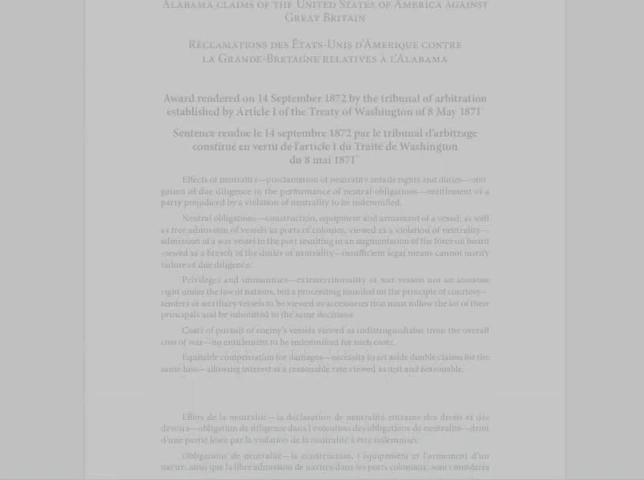 ALABAMA CLAIMS OF THE UNITED STATES OF AMERICA AGAINST
GREAT BRITAIN
RÉCLAMATIONS DES ÉTATS-UNIS D'AMÉRIQUE CONTRE
LA GRANDE-BRETAGNE RELATIVES À L'ALABAMA
Award rendered on 14 September 1872 by the tribunal of arbitration
established by Article I of the Treaty of Washington of 8 May 1871*
Sentence rendue le 14 septembre 1872 par le tribunal d'arbitrage
constitué en vertu de l'article I du Traité de Washington
du 8 mai 1871*
Effects of neutrality—proclamation of neutrality entails rights and duties—obli-
gation of due diligence in the performance of neutral obligations—entitlement of a
party prejudiced by a violation of neutrality to be indemnified.
Neutral obligations—construction, equipment and armament of a vessel, as well
as free admission of vessels in ports of colonies, viewed as a violation of neutrality—
admission of a war vessel to the port resulting in an augmentation of the force on board
viewed as a breach of the duties of neutrality—insufficient legal means cannot justify
failure of due diligence.
Privileges and immunities—exterritoriality of war vessels not an absolute
right under the law of nations, but a proceeding founded on the principle of courtesy—
tenders or auxiliary vessels to be viewed as accessories that must follow the lot of their
principals and be submitted to the same decisions.
Costs of pursuit of enemy's vessels viewed as indistinguishable from the overall
cost of war—no entitlement to be indemnified for such costs.
Equitable compensation for damages—necessity to set aside double claims for the
same loss—allowing interest at a reasonable rate viewed as just and reasonable.
Effets de la neutralité—la déclaration de neutralité entraîne des droits et des
devoirs—obligation de diligence dans l'exécution des obligations de neutralité—droit
d'une partie lésée par la violation de la neutralité à être indemnisée.
Obligations de neutralité—la construction, l'équipement et l'armement d'un
navire, ainsi que la libre admission de navires dans les ports coloniaux, sont considérés